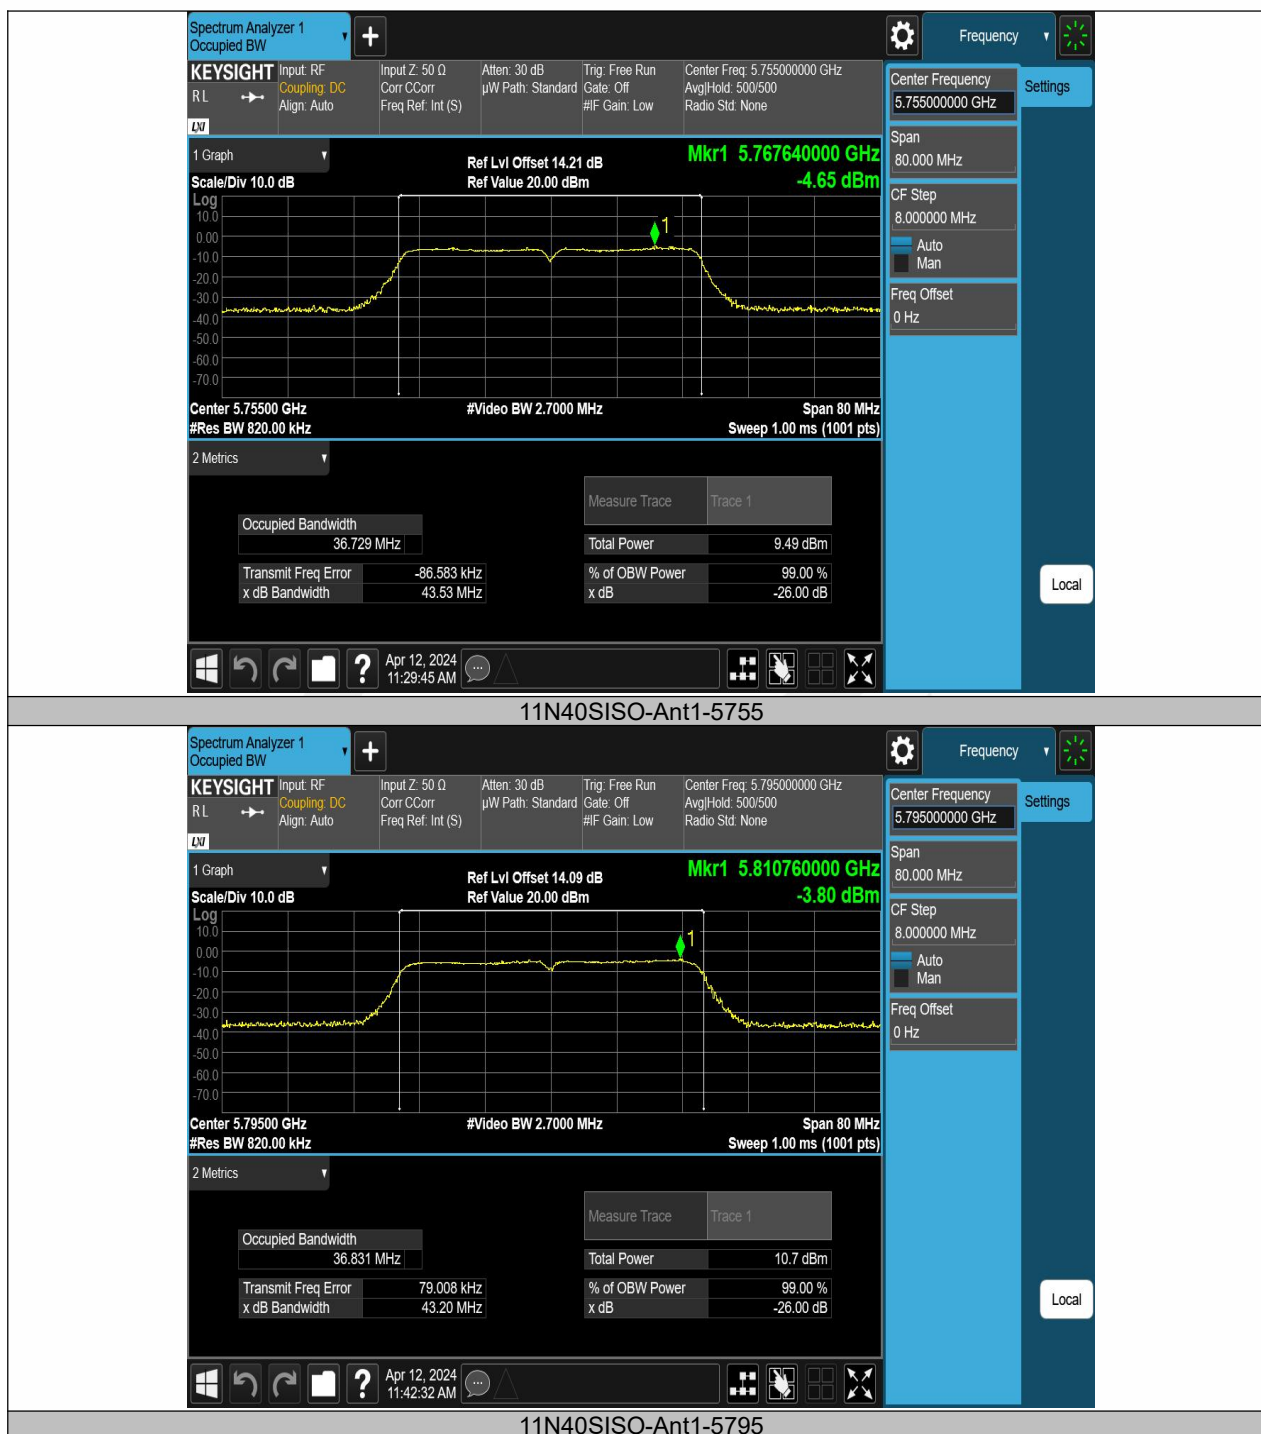 Spectrum Analyzer 1
Occupied BW
+
Frequency
KEYSIGHT
R L
LXI
Input: RF
Coupling: DC
Align: Auto
Input Z: 50 Ω
Corr CCorr
Freq Ref: Int (S)
Atten: 30 dB
µW Path: Standard
Trig: Free Run
Gate: Off
#IF Gain: Low
Center Freq: 5.755000000 GHz
Avg|Hold: 500/500
Radio Std: None
Center Frequency
5.755000000 GHz
Settings
Span
80.000 MHz
CF Step
8.000000 MHz
Auto
Man
Freq Offset
0 Hz
Local
1 Graph
Scale/Div 10.0 dB
Ref Lvl Offset 14.21 dB
Ref Value 20.00 dBm
Mkr1 5.767640000 GHz
-4.65 dBm
Log
10.0
0.00
-10.0
-20.0
-30.0
-40.0
-50.0
-60.0
-70.0
1
Center 5.75500 GHz
#Video BW 2.7000 MHz
Span 80 MHz
#Res BW 820.00 kHz
Sweep 1.00 ms (1001 pts)
2 Metrics
Measure Trace Trace 1
Occupied Bandwidth
36.729 MHz
Total Power 9.49 dBm
Transmit Freq Error -86.583 kHz
% of OBW Power 99.00 %
x dB Bandwidth 43.53 MHz
x dB -26.00 dB
?
Apr 12, 2024
11:29:45 AM
11N40SISO-Ant1-5755
Spectrum Analyzer 1
Occupied BW
+
Frequency
KEYSIGHT
R L
LXI
Input: RF
Coupling: DC
Align: Auto
Input Z: 50 Ω
Corr CCorr
Freq Ref: Int (S)
Atten: 30 dB
µW Path: Standard
Trig: Free Run
Gate: Off
#IF Gain: Low
Center Freq: 5.795000000 GHz
Avg|Hold: 500/500
Radio Std: None
Center Frequency
5.795000000 GHz
Settings
Span
80.000 MHz
CF Step
8.000000 MHz
Auto
Man
Freq Offset
0 Hz
Local
1 Graph
Scale/Div 10.0 dB
Ref Lvl Offset 14.09 dB
Ref Value 20.00 dBm
Mkr1 5.810760000 GHz
-3.80 dBm
Log
10.0
0.00
-10.0
-20.0
-30.0
-40.0
-50.0
-60.0
-70.0
1
Center 5.79500 GHz
#Video BW 2.7000 MHz
Span 80 MHz
#Res BW 820.00 kHz
Sweep 1.00 ms (1001 pts)
2 Metrics
Measure Trace Trace 1
Occupied Bandwidth
36.831 MHz
Total Power 10.7 dBm
Transmit Freq Error 79.008 kHz
% of OBW Power 99.00 %
x dB Bandwidth 43.20 MHz
x dB -26.00 dB
?
Apr 12, 2024
11:42:32 AM
11N40SISO-Ant1-5795